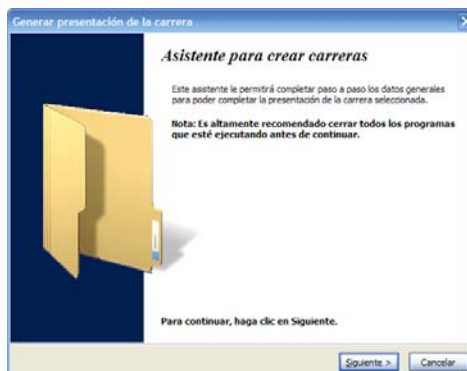 Generar presentación de la carrera
Asistente para crear carreras
Este asistente le permitirá completar paso a paso los datos generales
para poder completar la presentación de la carrera seleccionada.
Nota: Es altamente recomendado cerrar todos los programas
que esté ejecutando antes de continuar.
Para continuar, haga clic en Siguiente.
Siguiente > Cancelar